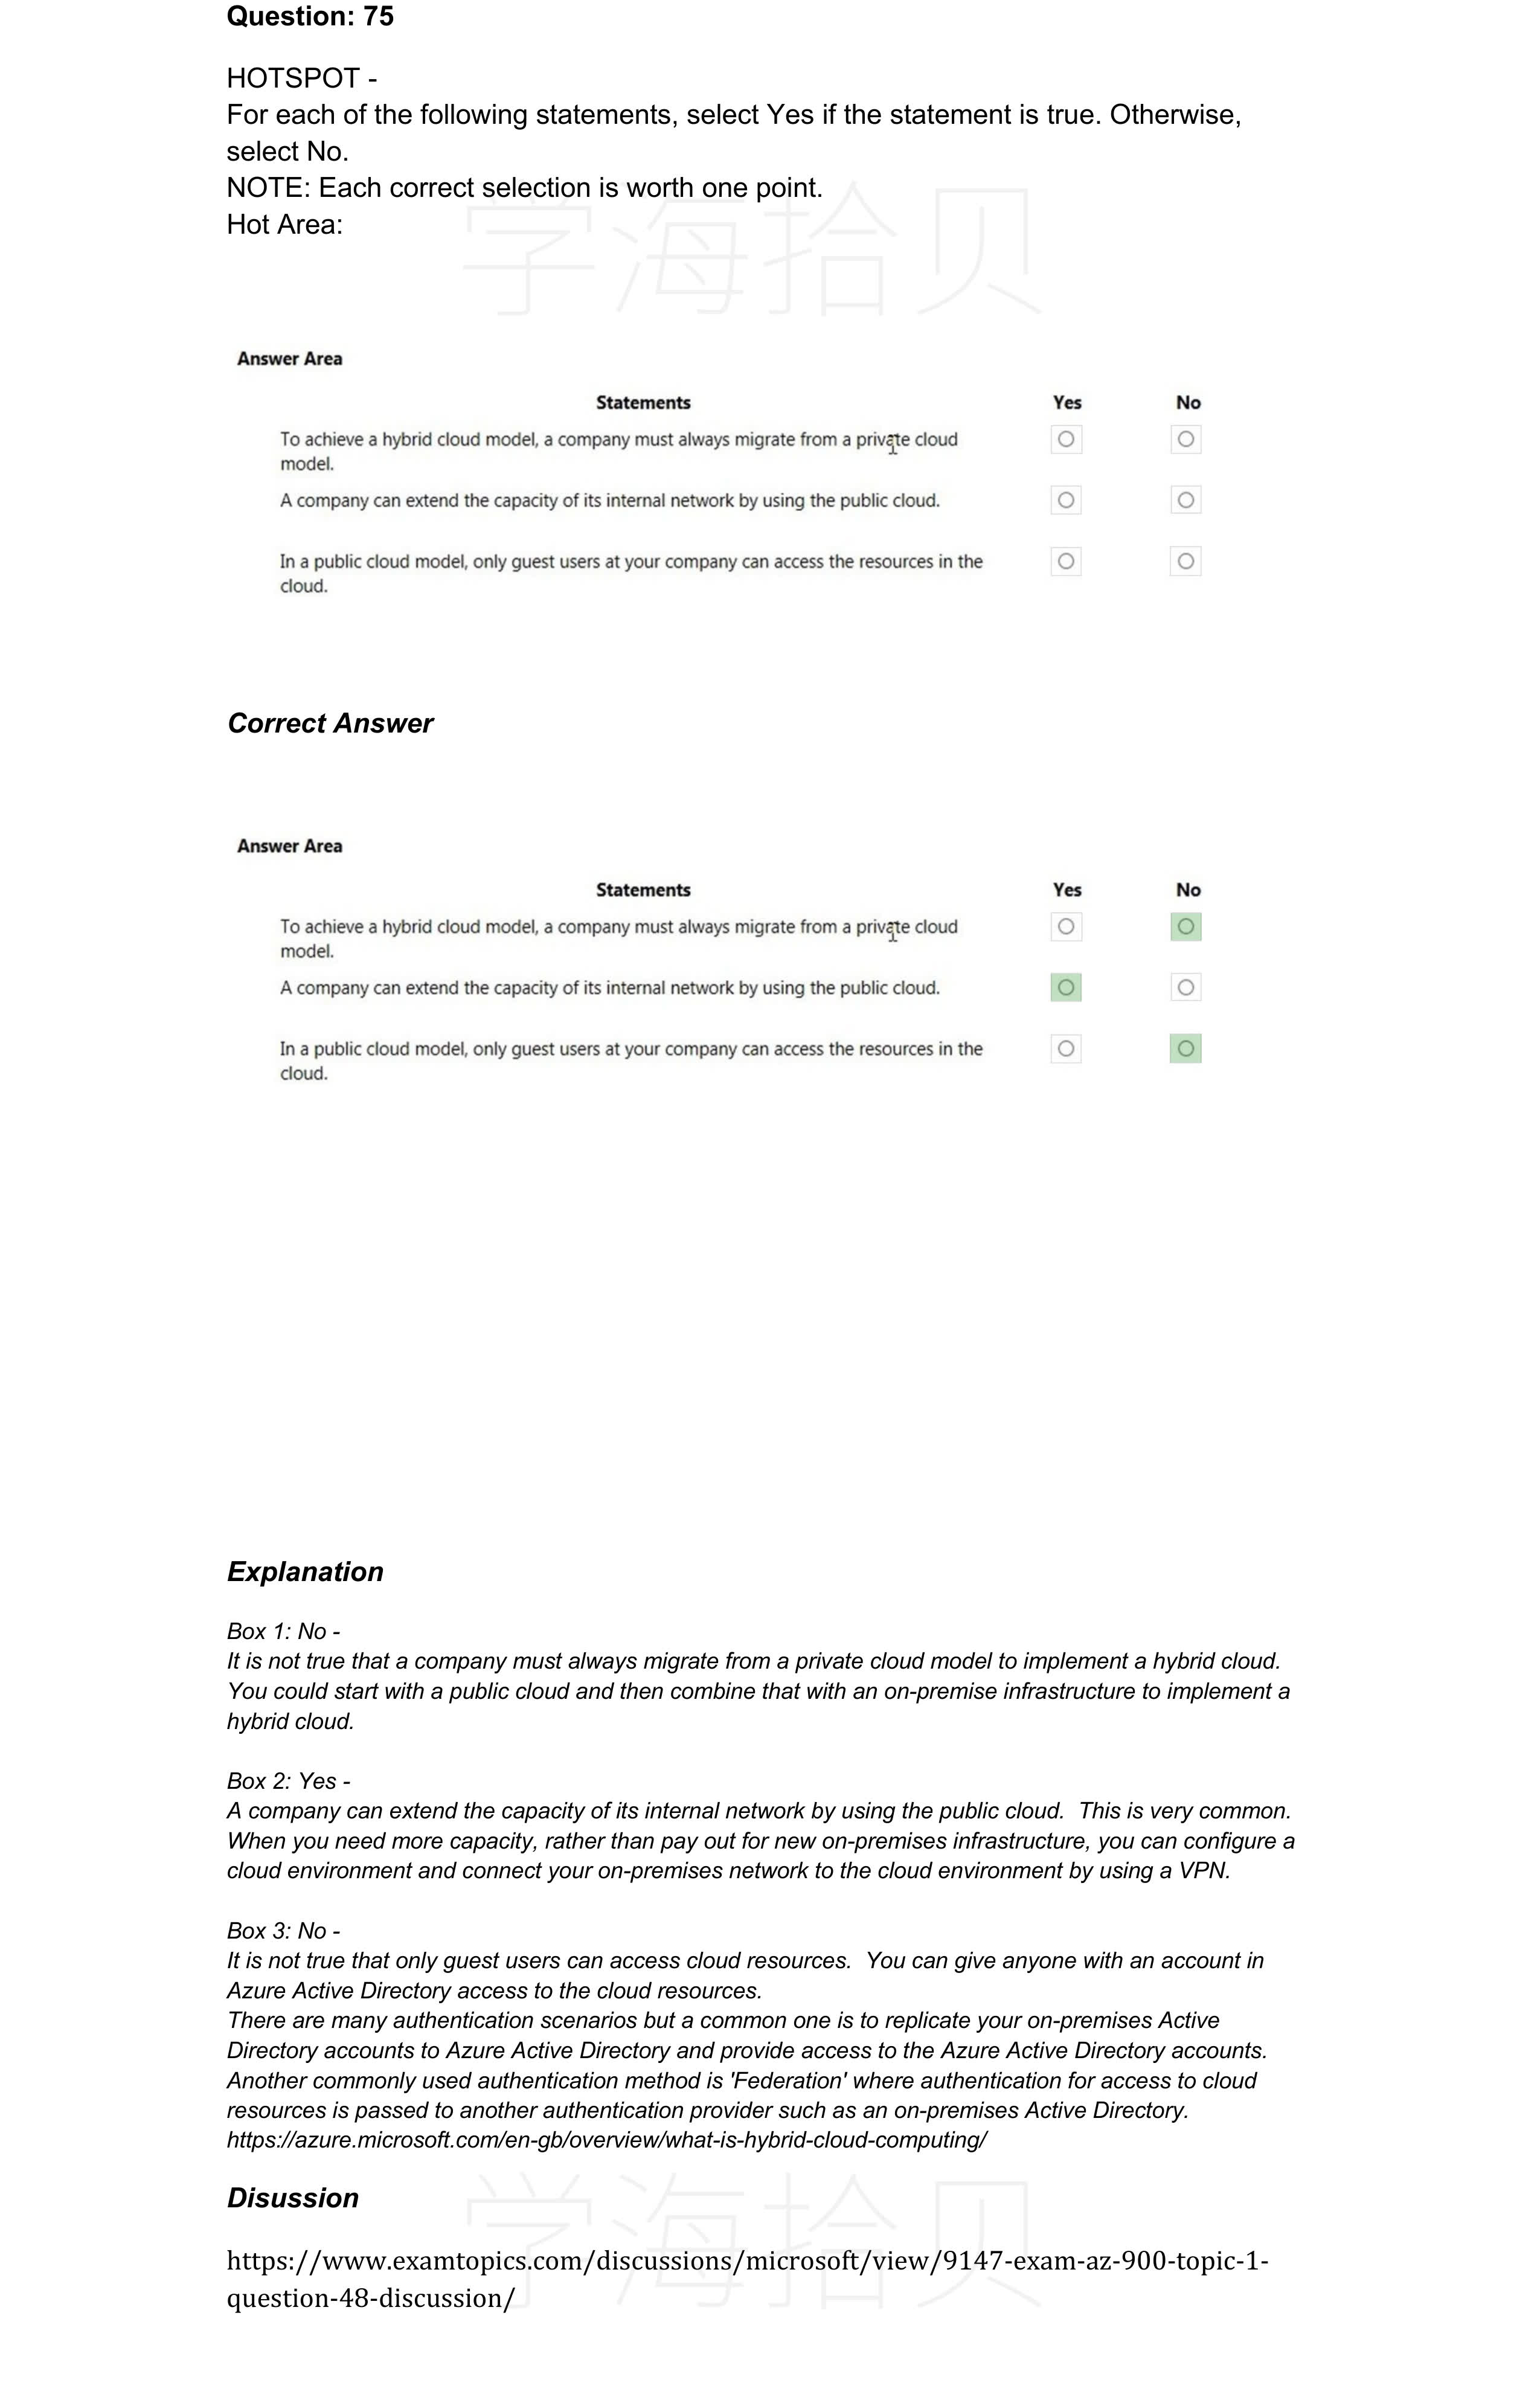 Question: 75
HOTSPOT -
For each of the following statements, select Yes if the statement is true. Otherwise,
select No.
NOTE: Each correct selection is worth one point.
Hot Area:
学海拾贝
Answer Area
Statements Yes No
To achieve a hybrid cloud model, a company must always migrate from a private cloud
model.
A company can extend the capacity of its internal network by using the public cloud.
In a public cloud model, only guest users at your company can access the resources in the
cloud.
Correct Answer
Answer Area
Statements Yes No
To achieve a hybrid cloud model, a company must always migrate from a private cloud
model.
A company can extend the capacity of its internal network by using the public cloud.
In a public cloud model, only guest users at your company can access the resources in the
cloud.
Explanation
Box 1: No -
It is not true that a company must always migrate from a private cloud model to implement a hybrid cloud.
You could start with a public cloud and then combine that with an on-premise infrastructure to implement a
hybrid cloud.
Box 2: Yes -
A company can extend the capacity of its internal network by using the public cloud. This is very common.
When you need more capacity, rather than pay out for new on-premises infrastructure, you can configure a
cloud environment and connect your on-premises network to the cloud environment by using a VPN.
Box 3: No -
It is not true that only guest users can access cloud resources. You can give anyone with an account in
Azure Active Directory access to the cloud resources.
There are many authentication scenarios but a common one is to replicate your on-premises Active
Directory accounts to Azure Active Directory and provide access to the Azure Active Directory accounts.
Another commonly used authentication method is 'Federation' where authentication for access to cloud
resources is passed to another authentication provider such as an on-premises Active Directory.
https://azure.microsoft.com/en-gb/overview/what-is-hybrid-cloud-computing/
Disussion
学海拾贝
https://www.examtopics.com/discussions/microsoft/view/9147-exam-az-900-topic-1-
question-48-discussion/